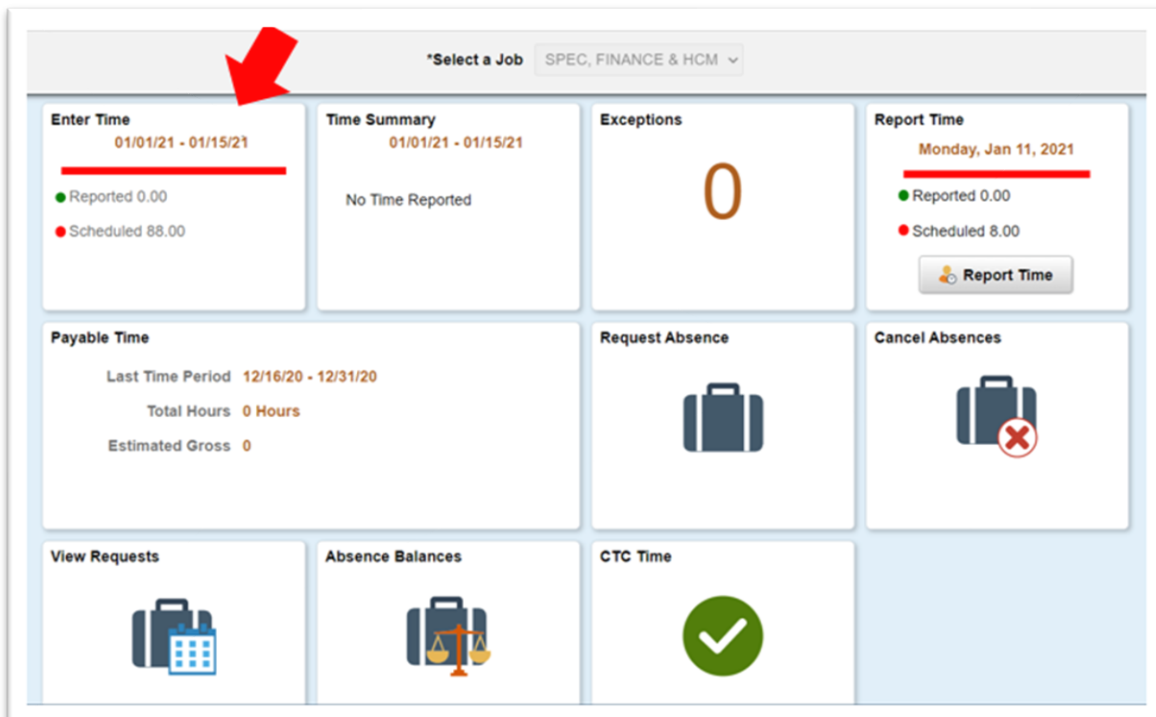 *Select a Job SPEC, FINANCE & HCM
Enter Time
01/01/21 - 01/15/21
Reported 0.00
Scheduled 88.00
Time Summary
01/01/21 - 01/15/21
No Time Reported
Exceptions
0
Report Time
Monday, Jan 11, 2021
Reported 0.00
Scheduled 8.00
Report Time
Payable Time
Last Time Period 12/16/20 - 12/31/20
Total Hours 0 Hours
Estimated Gross 0
Request Absence
Cancel Absences
View Requests
Absence Balances
CTC Time